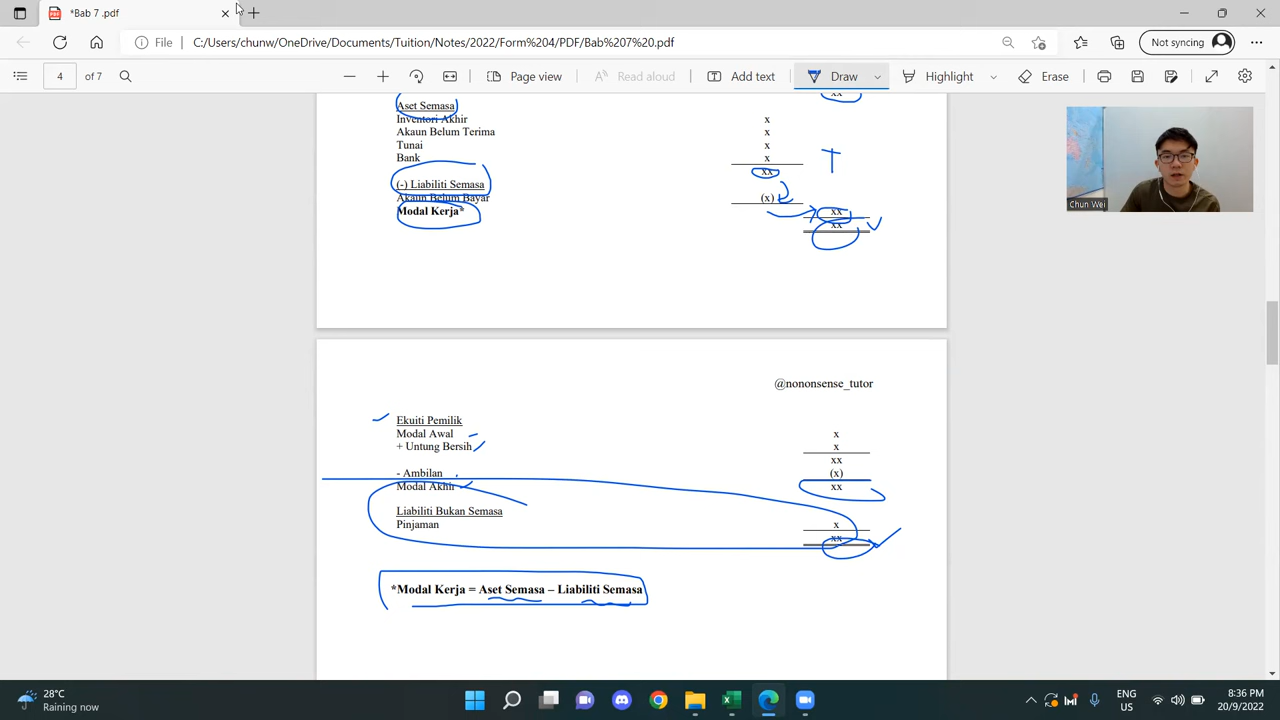 *Bab 7 .pdf
File
C:/Users/chunw/OneDrive/Documents/Tuition/Notes/2022/Form%204/PDF/Bab%207%20.pdf
Not syncing
4 of 7
Page view
Read aloud
Add text
Draw
Highlight
Erase
xx
Aset Semasa
Inventori Akhir x
Akaun Belum Terima x
Tunai x
Bank x
xx
(-) Liabiliti Semasa
Akaun Belum Bayar (x)
Modal Kerja* xx
xx
@nononsense_tutor
Ekuiti Pemilik
Modal Awal x
+ Untung Bersih x
xx
- Ambilan (x)
Modal Akhir xx
Liabiliti Bukan Semasa
Pinjaman x
xx
*Modal Kerja = Aset Semasa – Liabiliti Semasa
Chun Wei
28°C
Raining now
ENG
US
8:36 PM
20/9/2022